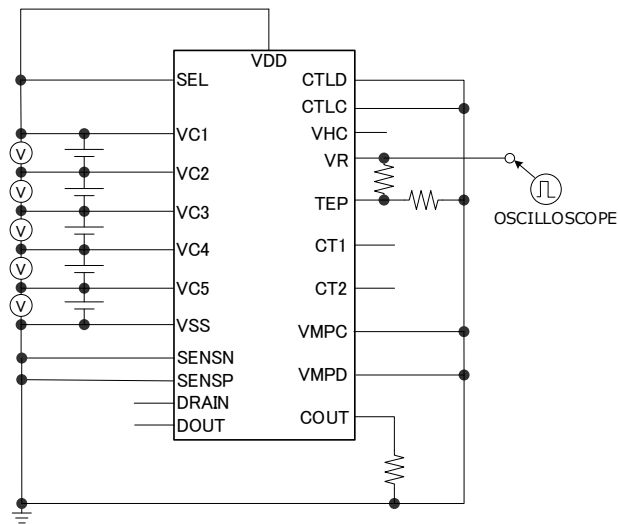 VDD
SEL
VC1
VC2
VC3
VC4
VC5
VSS
SENSN
SENSP
DRAIN
DOUT
CTLD
CTLC
VHC
VR
TEP
CT1
CT2
VMPC
VMPD
COUT
V
V
V
V
V
OSCILLOSCOPE